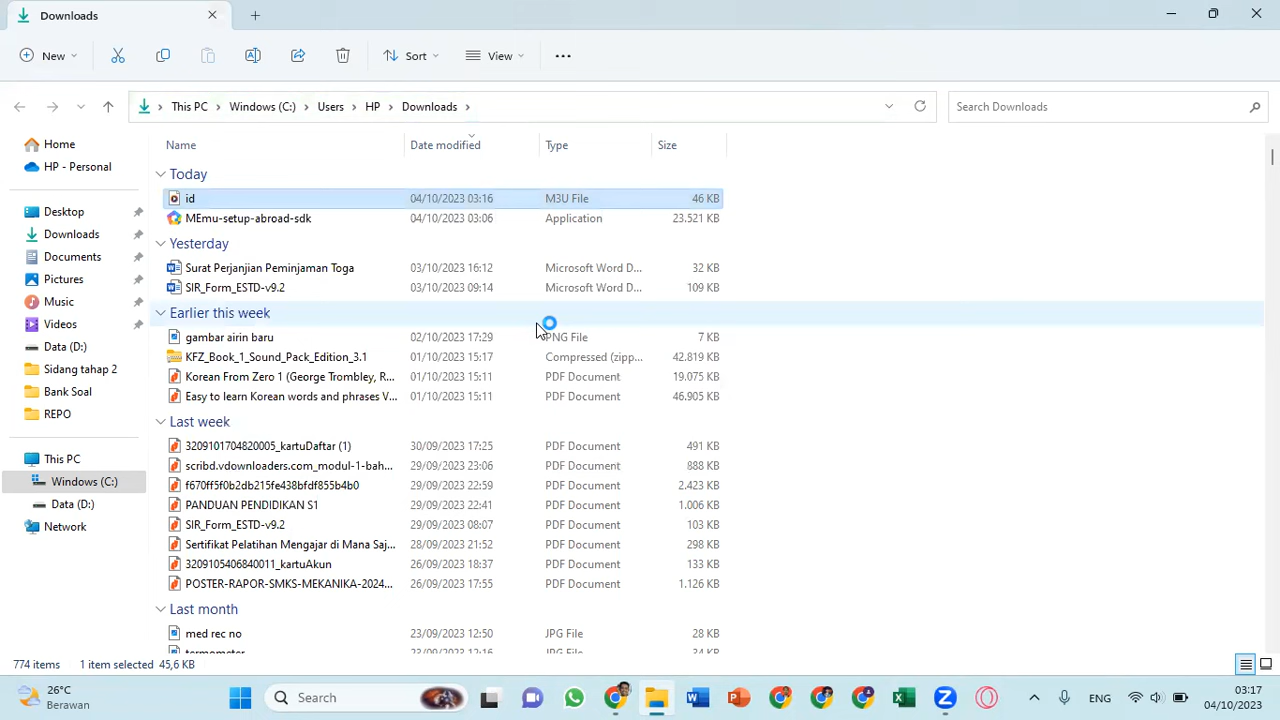 Downloads
New Sort View
This PC Windows (C:) Users HP Downloads Search Downloads
Name Date modified Type Size
Home
HP - Personal
Desktop
Downloads
Documents
Pictures
Music
Videos
Data (D:)
Sidang tahap 2
Bank Soal
REPO
This PC
Windows (C:)
Data (D:)
Network
Today
id 04/10/2023 03:16 M3U File 46 KB
MEmu-setup-abroad-sdk 04/10/2023 03:06 Application 23.521 KB
Yesterday
Surat Perjanjian Peminjaman Toga 03/10/2023 16:12 Microsoft Word D... 32 KB
SIR_Form_ESTD-v9.2 03/10/2023 09:14 Microsoft Word D... 109 KB
Earlier this week
gambar airin baru 02/10/2023 17:29 PNG File 7 KB
KFZ_Book_1_Sound_Pack_Edition_3.1 01/10/2023 15:17 Compressed (zipp... 42.819 KB
Korean From Zero 1 (George Trombley, R... 01/10/2023 15:11 PDF Document 19.075 KB
Easy to learn Korean words and phrases V... 01/10/2023 15:11 PDF Document 46.905 KB
Last week
3209101704820005_kartuDaftar (1) 30/09/2023 17:25 PDF Document 491 KB
scribd.vdownloaders.com_modul-1-bah... 29/09/2023 23:06 PDF Document 888 KB
f670ff5f0b2db215fe438bfdf855b4b0 29/09/2023 22:59 PDF Document 2.423 KB
PANDUAN PENDIDIKAN S1 29/09/2023 22:41 PDF Document 1.006 KB
SIR_Form_ESTD-v9.2 29/09/2023 08:07 PDF Document 103 KB
Sertifikat Pelatihan Mengajar di Mana Saj... 28/09/2023 21:52 PDF Document 298 KB
3209105406840011_kartuAkun 26/09/2023 18:37 PDF Document 133 KB
POSTER-RAPOR-SMKS-MEKANIKA-2024... 26/09/2023 17:55 PDF Document 1.126 KB
Last month
med rec no 23/09/2023 12:50 JPG File 28 KB
termometer 23/09/2023 12:16 JPG File 34 KB
774 items 1 item selected 45,6 KB
26°C
Berawan
Search
ENG
03:17
04/10/2023